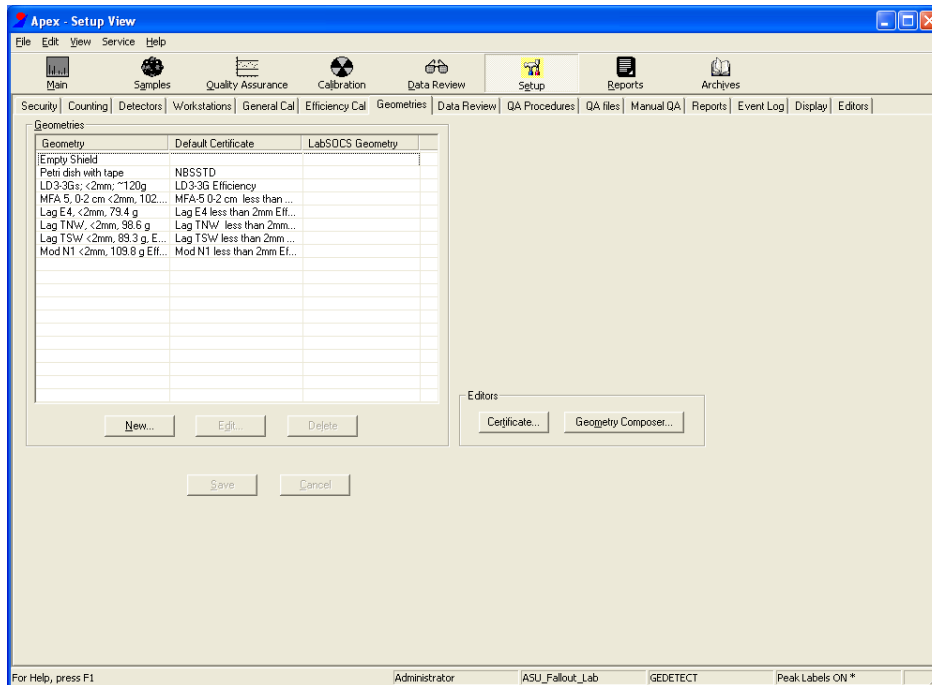 Apex - Setup View
File Edit View Service Help
Main Samples Quality Assurance Calibration Data Review Setup Reports Archives
Security Counting Detectors Workstations General Cal Efficiency Cal Geometries Data Review QA Procedures QA files Manual QA Reports Event Log Display Editors
Geometries
Geometry Default Certificate LabSOCS Geometry
Empty Shield
Petri dish with tape NBSSTD
LD3-3Gs; <2mm; ~120g LD3-3G Efficiency
MFA 5, 0-2 cm <2mm, 102.... MFA-5 0-2 cm less than ...
Lag E4, <2mm, 79.4 g Lag E4 less than 2mm Eff...
Lag TNW, <2mm, 98.6 g Lag TNW less than 2mm...
Lag TSW <2mm, 89.3 g, E... Lag TSW less than 2mm ...
Mod N1 <2mm, 109.8 g Eff... Mod N1 less than 2mm Ef...
Editors
New... Edit... Delete Certificate... Geometry Composer...
Save Cancel
For Help, press F1 Administrator ASU_Fallout_Lab GEDETECT Peak Labels ON *